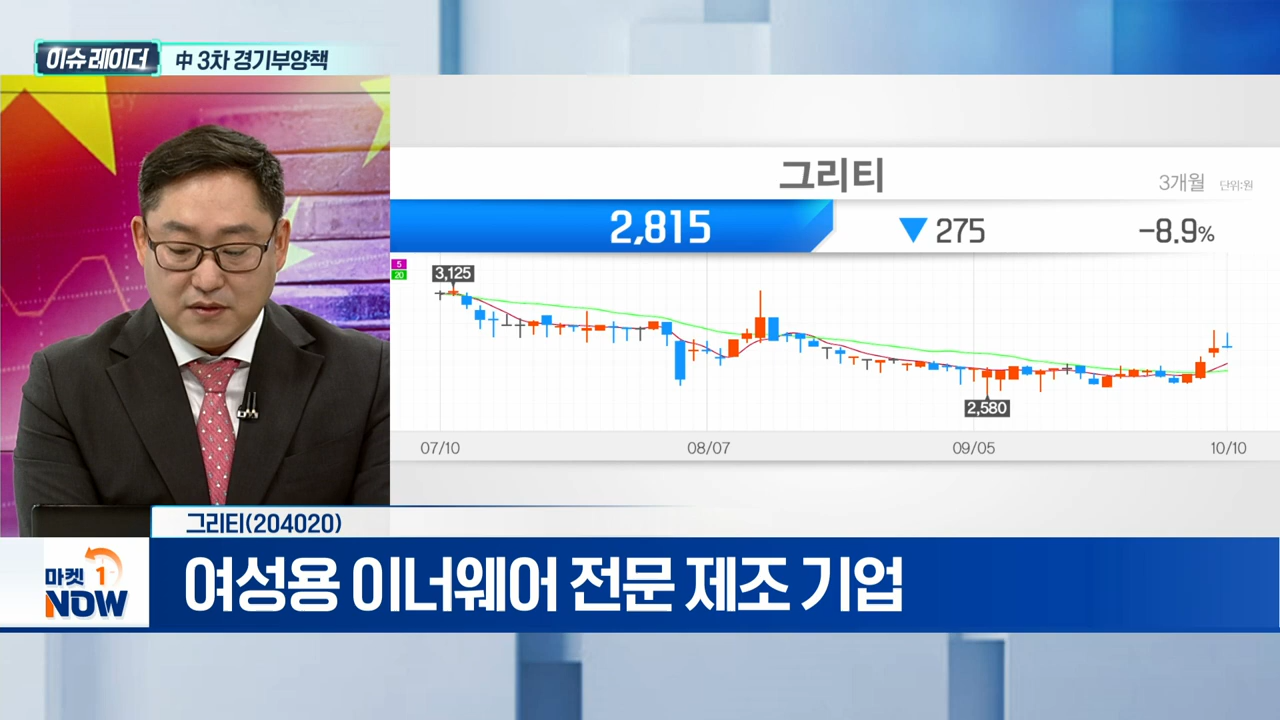 이슈 레이더
中 3차 경기부양책
그리티
3개월 단위:원
2,815 ▼ 275 -8.9%
5
20
3,125
2,580
07/10 08/07 09/05 10/10
그리티(204020)
마켓 1
NOW
여성용 이너웨어 전문 제조 기업